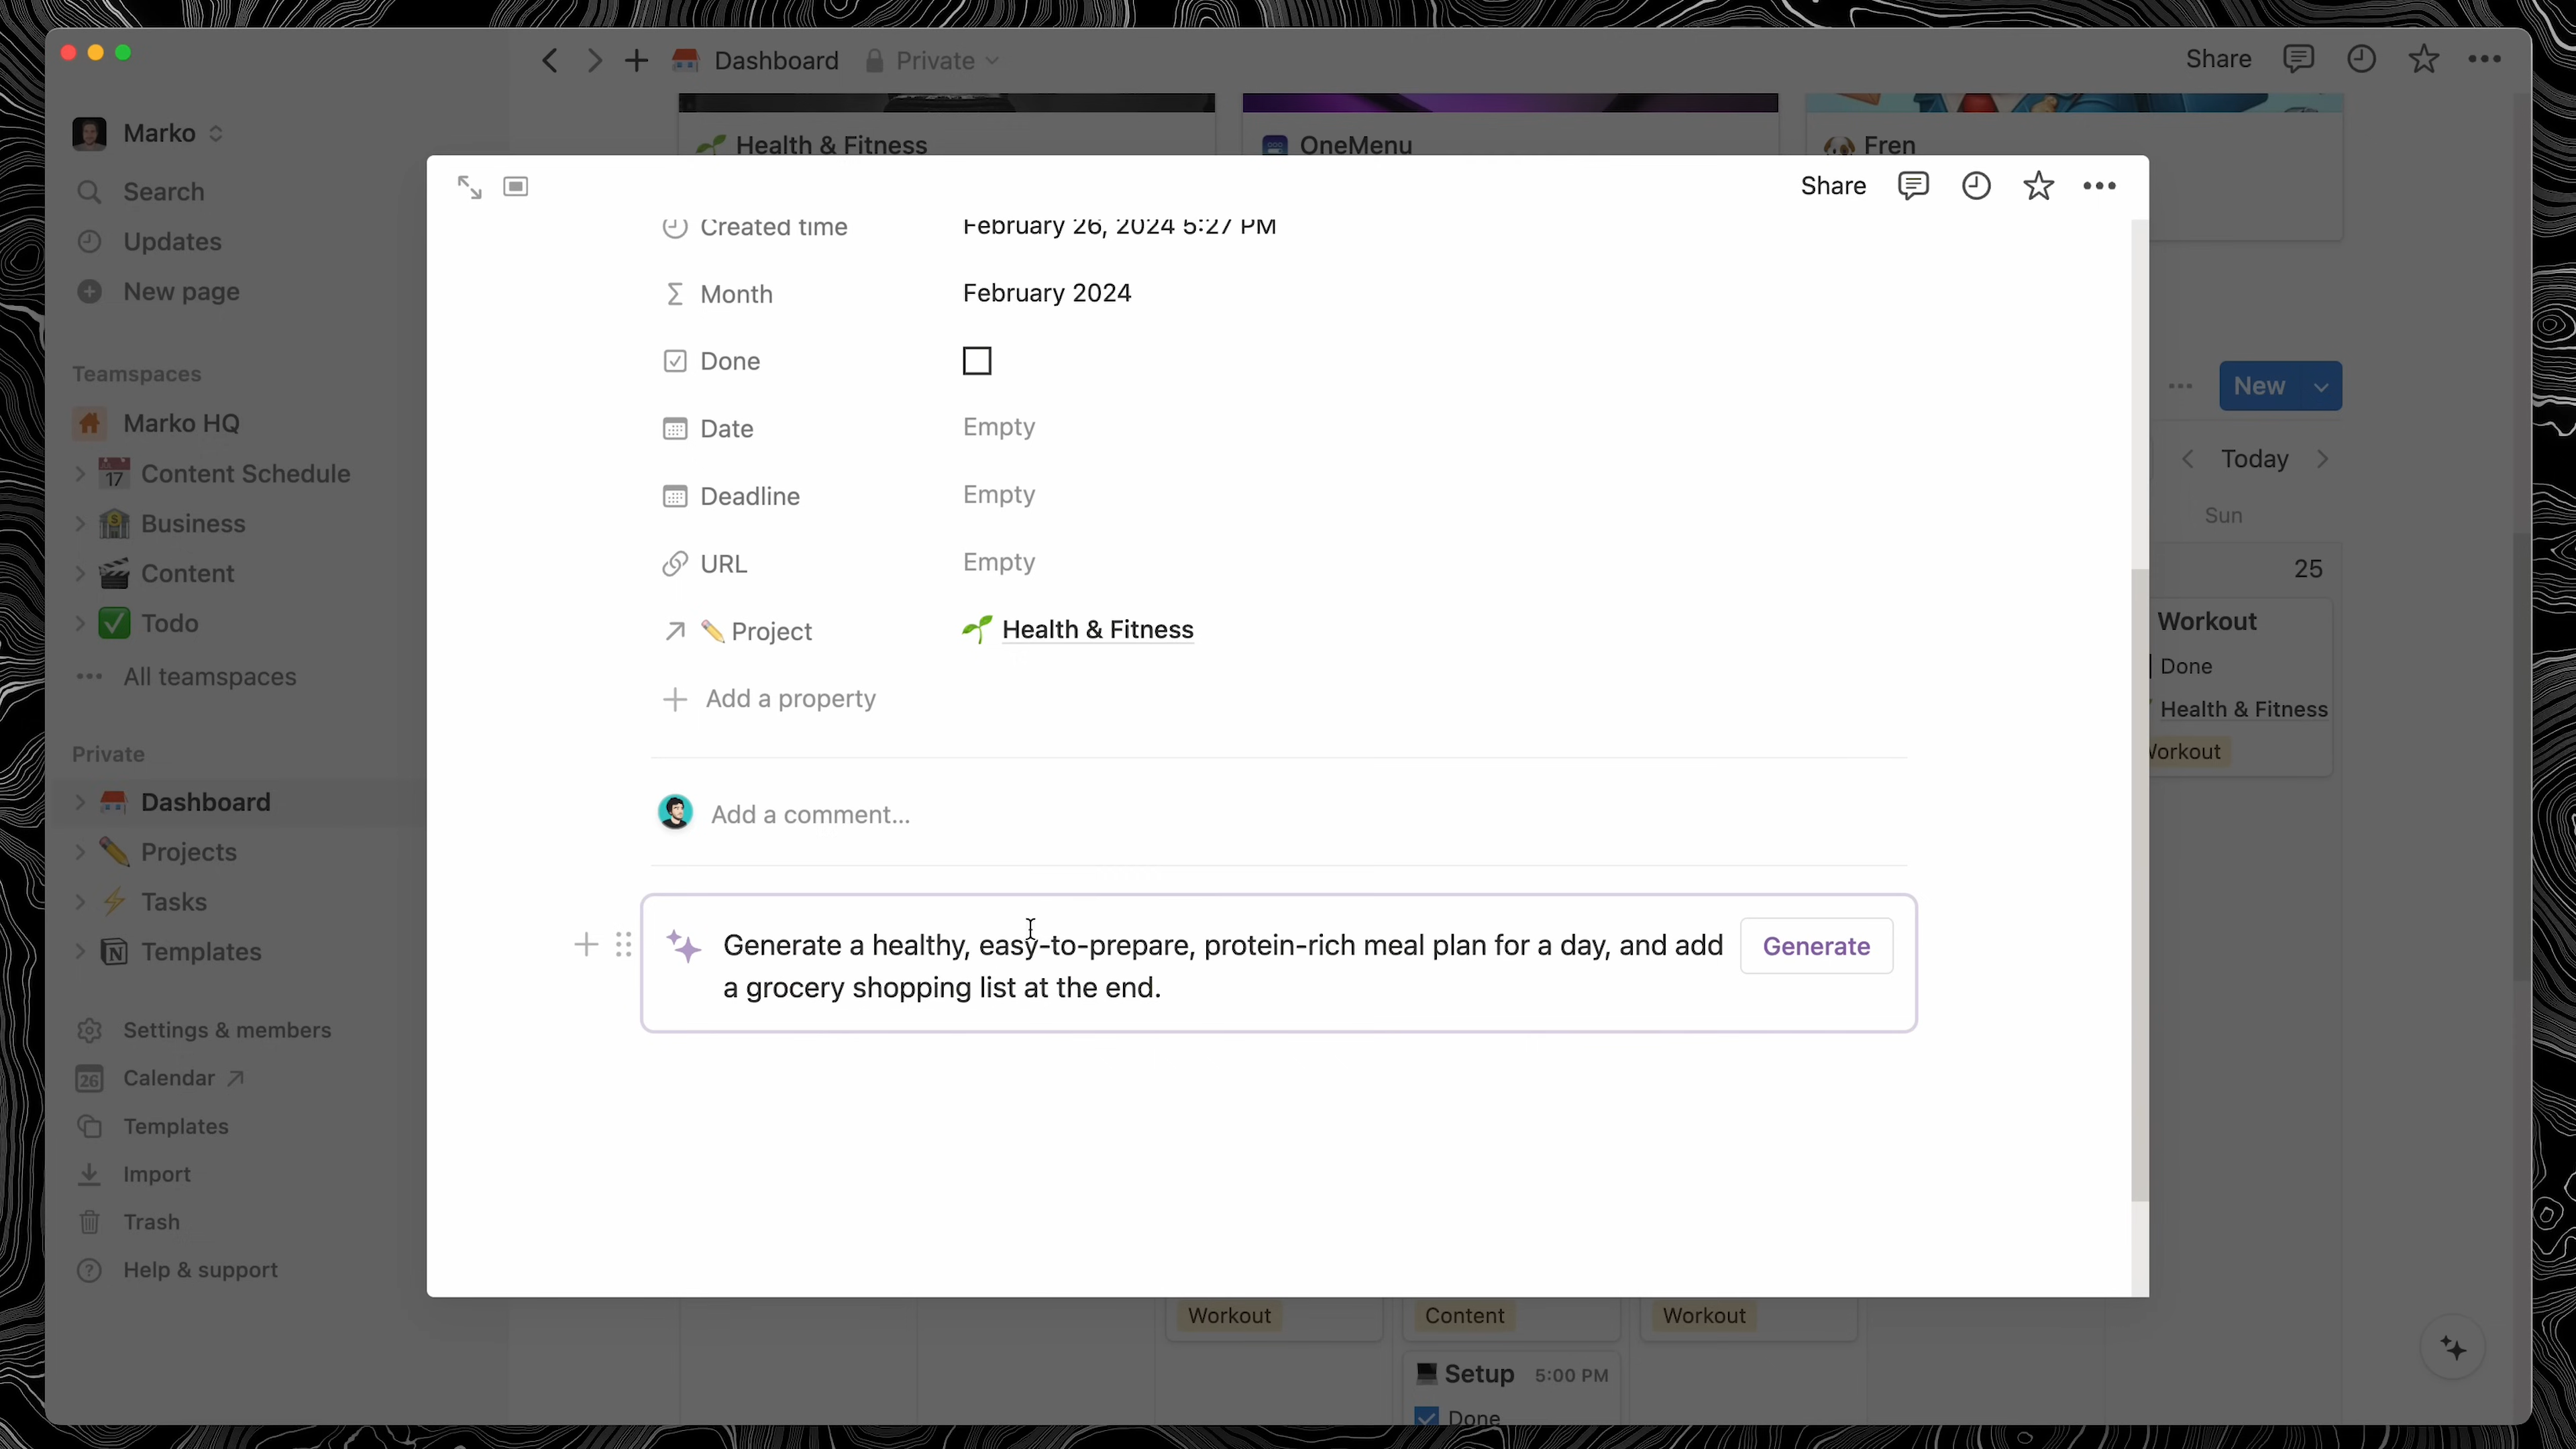 Dashboard Private
Share
Marko
Search
Updates
New page
Teamspaces
Marko HQ
17 Content Schedule
Business
Content
Todo
All teamspaces
Private
Dashboard
Projects
Tasks
Templates
Settings & members
26 Calendar
Templates
Import
Trash
Help & support
Health & Fitness
OneMenu
Fren
Share
Created time February 26, 2024 5:27 PM
Month February 2024
Done
Date Empty
Deadline Empty
URL Empty
Project Health & Fitness
Add a property
Add a comment...
Generate a healthy, easy-to-prepare, protein-rich meal plan for a day, and add
a grocery shopping list at the end.
Generate
New
Today
Sun
25
Workout
Done
Health & Fitness
Workout
Workout
Content
Workout
Setup 5:00 PM
Done